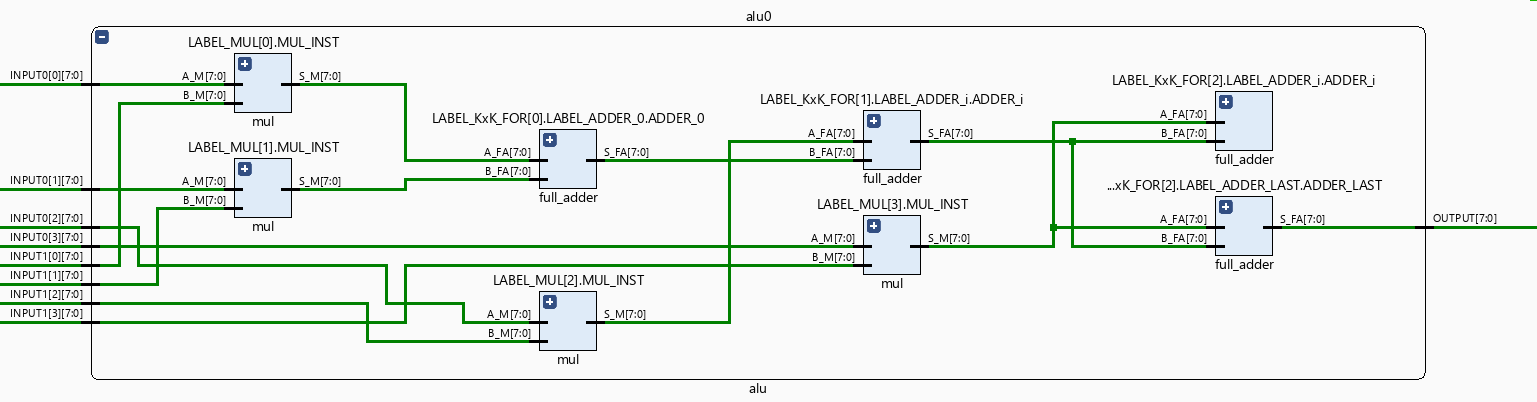 alu0
LABEL_MUL[0].MUL_INST
INPUT0[0][7:0]
A_M[7:0]
S_M[7:0]
B_M[7:0]
mul
LABEL_MUL[1].MUL_INST
INPUT0[1][7:0]
A_M[7:0]
S_M[7:0]
B_M[7:0]
mul
INPUT0[2][7:0]
INPUT0[3][7:0]
INPUT1[0][7:0]
INPUT1[1][7:0]
INPUT1[2][7:0]
INPUT1[3][7:0]
LABEL_KxK_FOR[0].LABEL_ADDER_0.ADDER_0
A_FA[7:0]
S_FA[7:0]
B_FA[7:0]
full_adder
LABEL_MUL[2].MUL_INST
A_M[7:0]
S_M[7:0]
B_M[7:0]
mul
LABEL_KxK_FOR[1].LABEL_ADDER_i.ADDER_i
A_FA[7:0]
S_FA[7:0]
B_FA[7:0]
full_adder
LABEL_MUL[3].MUL_INST
A_M[7:0]
S_M[7:0]
B_M[7:0]
mul
LABEL_KxK_FOR[2].LABEL_ADDER_i.ADDER_i
A_FA[7:0]
B_FA[7:0]
full_adder
...xK_FOR[2].LABEL_ADDER_LAST.ADDER_LAST
A_FA[7:0]
S_FA[7:0]
B_FA[7:0]
full_adder
OUTPUT[7:0]
alu